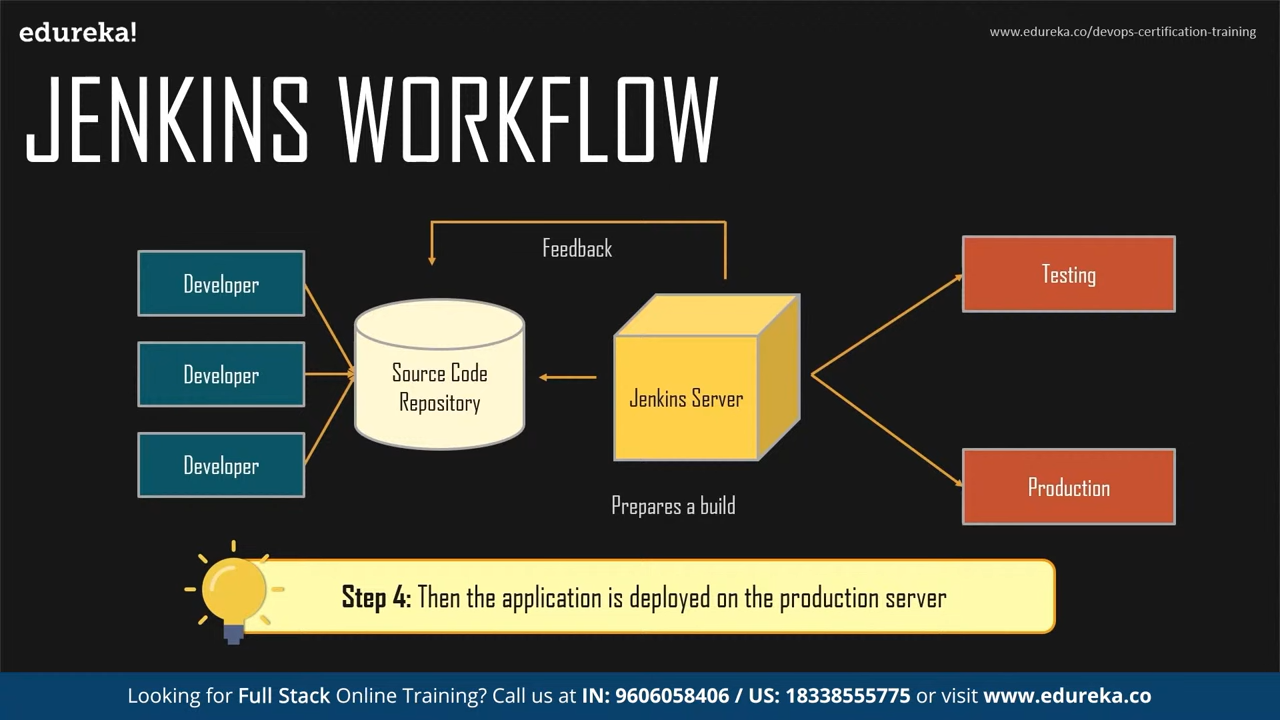 edureka!
www.edureka.co/devops-certification-training
JENKINS WORKFLOW
Feedback
Developer
Developer
Developer
Source Code
Repository
Jenkins Server
Prepares a build
Testing
Production
Step 4: Then the application is deployed on the production server
Looking for Full Stack Online Training? Call us at IN: 9606058406 / US: 18338555775 or visit www.edureka.co